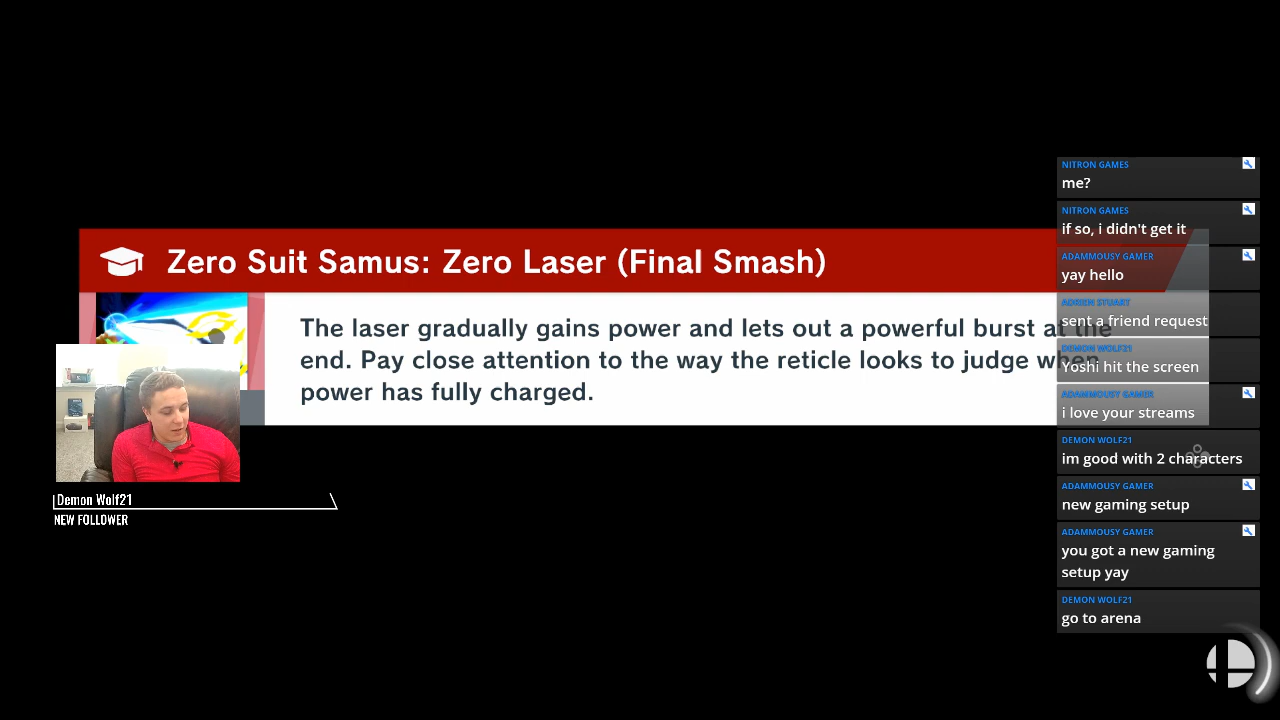 Zero Suit Samus: Zero Laser (Final Smash)
The laser gradually gains power and lets out a powerful burst at the
end. Pay close attention to the way the reticle looks to judge when
power has fully charged.
Demon Wolf21
NEW FOLLOWER
NITRON GAMES
me?
NITRON GAMES
if so, i didn't get it
ADAMMOUSY GAMER
yay hello
ADRIEN STUART
sent a friend request
DEMON WOLF21
Yoshi hit the screen
ADAMMOUSY GAMER
i love your streams
DEMON WOLF21
im good with 2 characters
ADAMMOUSY GAMER
new gaming setup
ADAMMOUSY GAMER
you got a new gaming
setup yay
DEMON WOLF21
go to arena